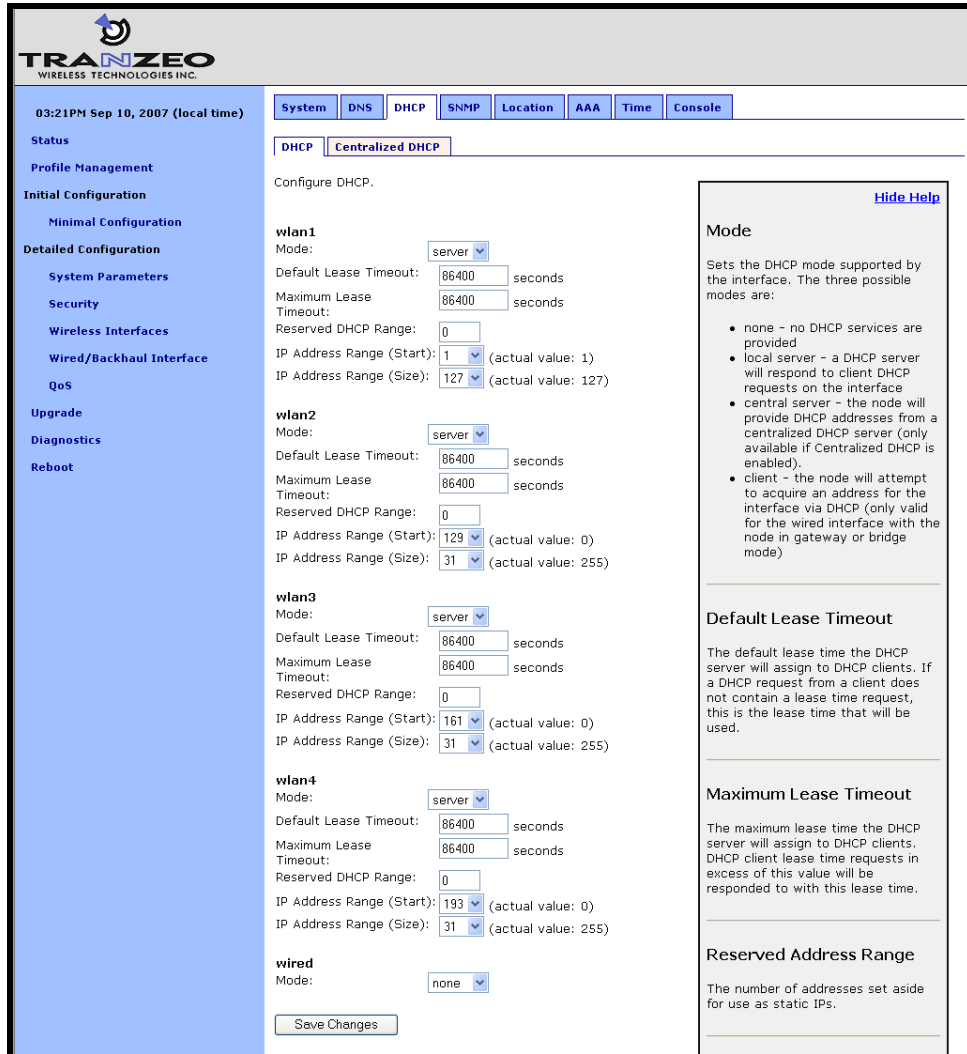 TRANZEO
WIRELESS TECHNOLOGIES INC.
03:21PM Sep 10, 2007 (local time)
Status
Profile Management
Initial Configuration
Minimal Configuration
Detailed Configuration
System Parameters
Security
Wireless Interfaces
Wired/Backhaul Interface
QoS
Upgrade
Diagnostics
Reboot
System DNS DHCP SNMP Location AAA Time Console
DHCP Centralized DHCP
Configure DHCP.
wlan1
Mode: server
Default Lease Timeout: 86400 seconds
Maximum Lease
Timeout: 86400 seconds
Reserved DHCP Range: 0
IP Address Range (Start): 1 (actual value: 1)
IP Address Range (Size): 127 (actual value: 127)
wlan2
Mode: server
Default Lease Timeout: 86400 seconds
Maximum Lease
Timeout: 86400 seconds
Reserved DHCP Range: 0
IP Address Range (Start): 129 (actual value: 0)
IP Address Range (Size): 31 (actual value: 255)
wlan3
Mode: server
Default Lease Timeout: 86400 seconds
Maximum Lease
Timeout: 86400 seconds
Reserved DHCP Range: 0
IP Address Range (Start): 161 (actual value: 0)
IP Address Range (Size): 31 (actual value: 255)
wlan4
Mode: server
Default Lease Timeout: 86400 seconds
Maximum Lease
Timeout: 86400 seconds
Reserved DHCP Range: 0
IP Address Range (Start): 193 (actual value: 0)
IP Address Range (Size): 31 (actual value: 255)
wired
Mode: none
Save Changes
Hide Help
Mode
Sets the DHCP mode supported by
the interface. The three possible
modes are:
• none - no DHCP services are
provided
• local server - a DHCP server
will respond to client DHCP
requests on the interface
• central server - the node will
provide DHCP addresses from a
centralized DHCP server (only
available if Centralized DHCP is
enabled).
• client - the node will attempt
to acquire an address for the
interface via DHCP (only valid
for the wired interface with the
node in gateway or bridge
mode)
Default Lease Timeout
The default lease time the DHCP
server will assign to DHCP clients. If
a DHCP request from a client does
not contain a lease time request,
this is the lease time that will be
used.
Maximum Lease Timeout
The maximum lease time the DHCP
server will assign to DHCP clients.
DHCP client lease time requests in
excess of this value will be
responded to with this lease time.
Reserved Address Range
The number of addresses set aside
for use as static IPs.